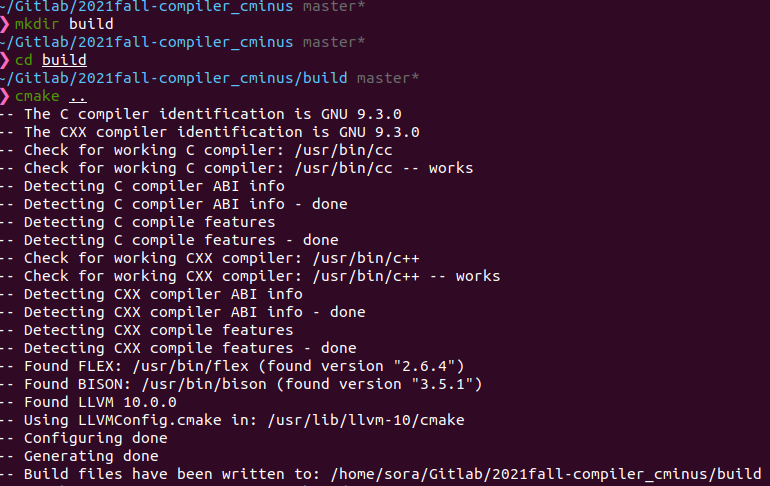 ~/Gitlab/2021fall-compiler_cminus master*
❯ mkdir build
~/Gitlab/2021fall-compiler_cminus master*
❯ cd build
~/Gitlab/2021fall-compiler_cminus/build master*
❯ cmake ..
-- The C compiler identification is GNU 9.3.0
-- The CXX compiler identification is GNU 9.3.0
-- Check for working C compiler: /usr/bin/cc
-- Check for working C compiler: /usr/bin/cc -- works
-- Detecting C compiler ABI info
-- Detecting C compiler ABI info - done
-- Detecting C compile features
-- Detecting C compile features - done
-- Check for working CXX compiler: /usr/bin/c++
-- Check for working CXX compiler: /usr/bin/c++ -- works
-- Detecting CXX compiler ABI info
-- Detecting CXX compiler ABI info - done
-- Detecting CXX compile features
-- Detecting CXX compile features - done
-- Found FLEX: /usr/bin/flex (found version "2.6.4")
-- Found BISON: /usr/bin/bison (found version "3.5.1")
-- Found LLVM 10.0.0
-- Using LLVMConfig.cmake in: /usr/lib/llvm-10/cmake
-- Configuring done
-- Generating done
-- Build files have been written to: /home/sora/Gitlab/2021fall-compiler_cminus/build